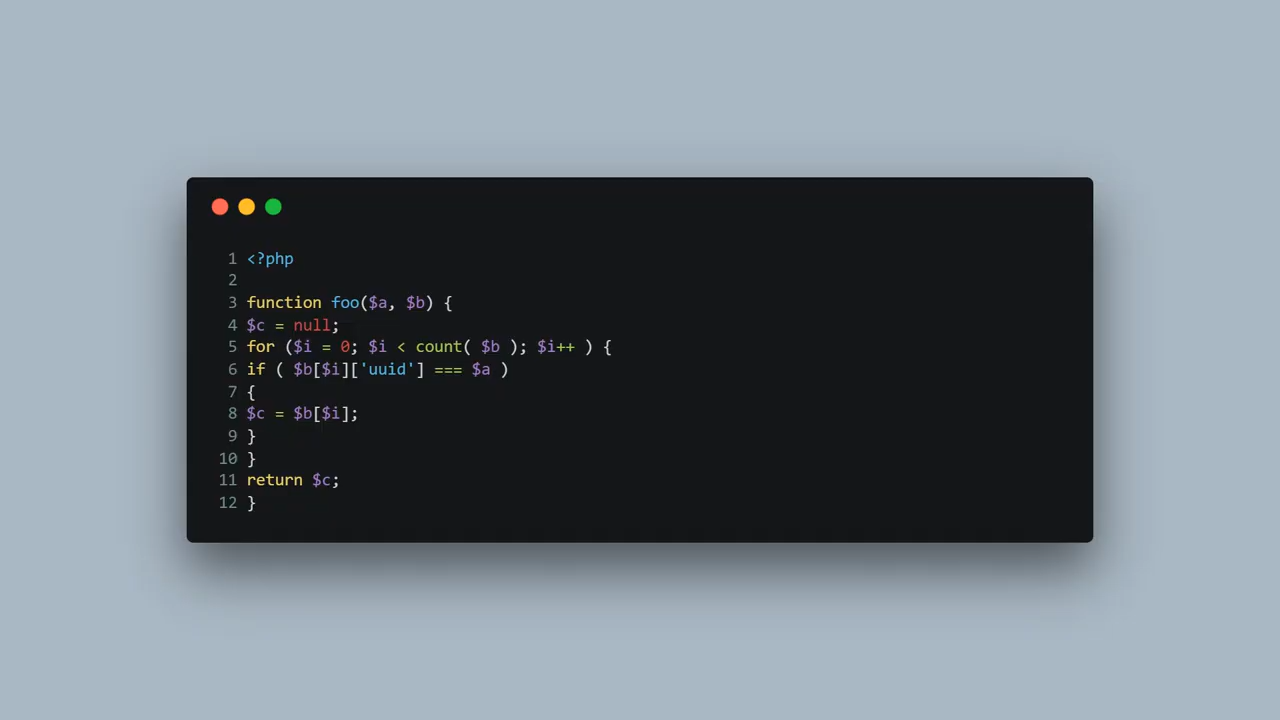 1 <?php
2
3 function foo($a, $b) {
4 $c = null;
5 for ($i = 0; $i < count( $b ); $i++ ) {
6 if ( $b[$i]['uuid'] === $a )
7 {
8 $c = $b[$i];
9 }
10 }
11 return $c;
12 }